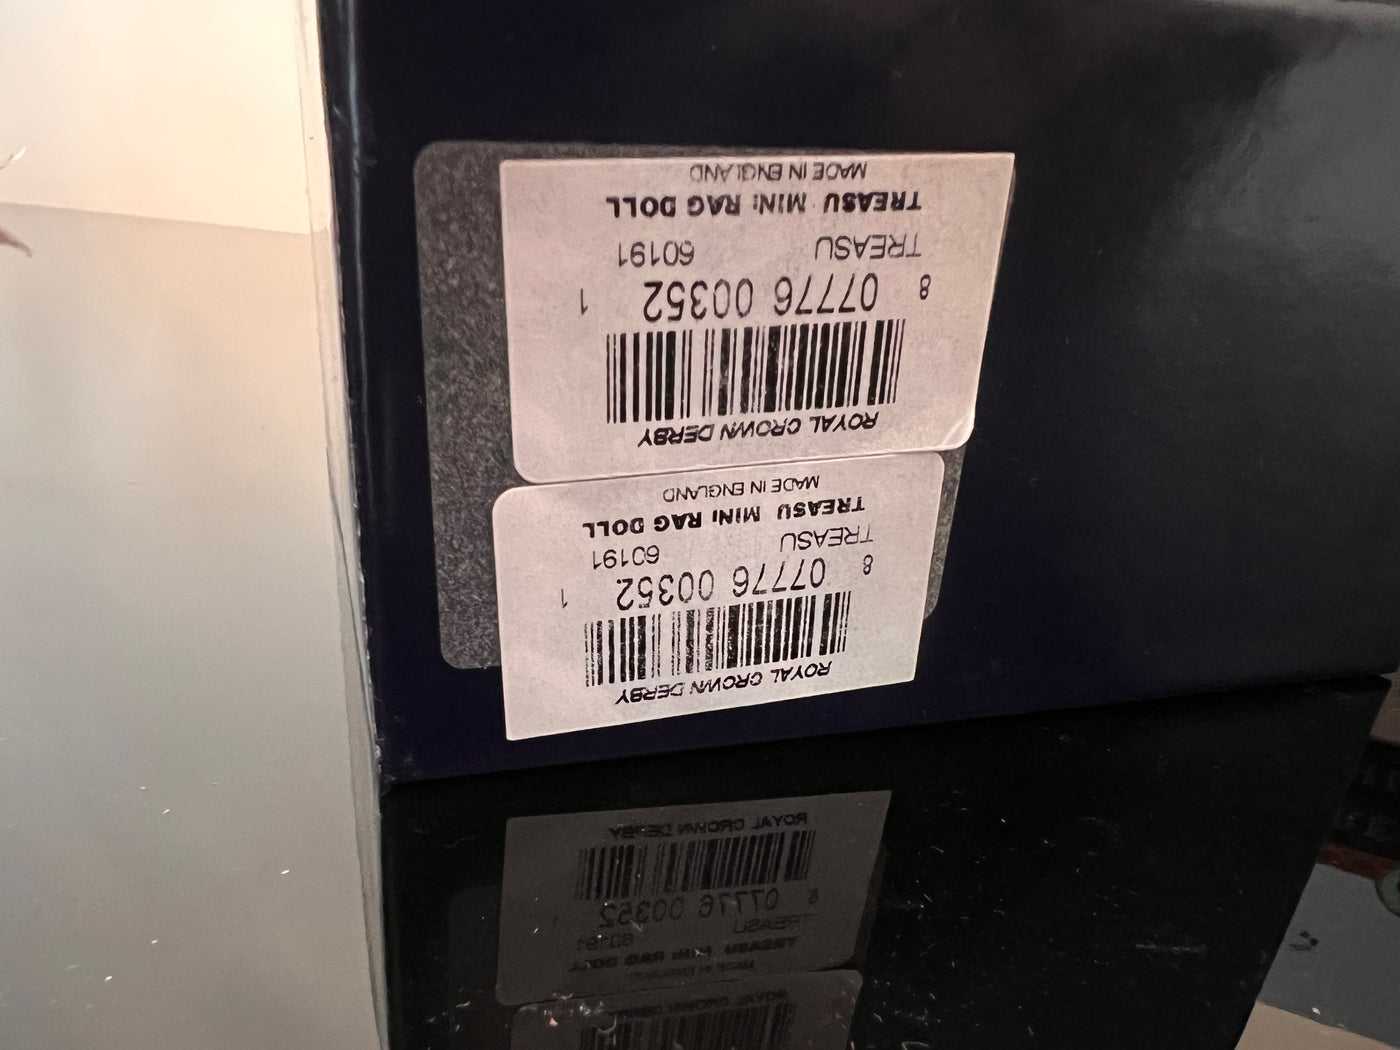 ROYAL CROWN DERBY
8 07776 00352 1
TREASU 60191
TREASU MINI RAG DOLL
MADE IN ENGLAND
ROYAL CROWN DERBY
8 07776 00352 1
TREASU 60191
TREASU MINI RAG DOLL
MADE IN ENGLAND